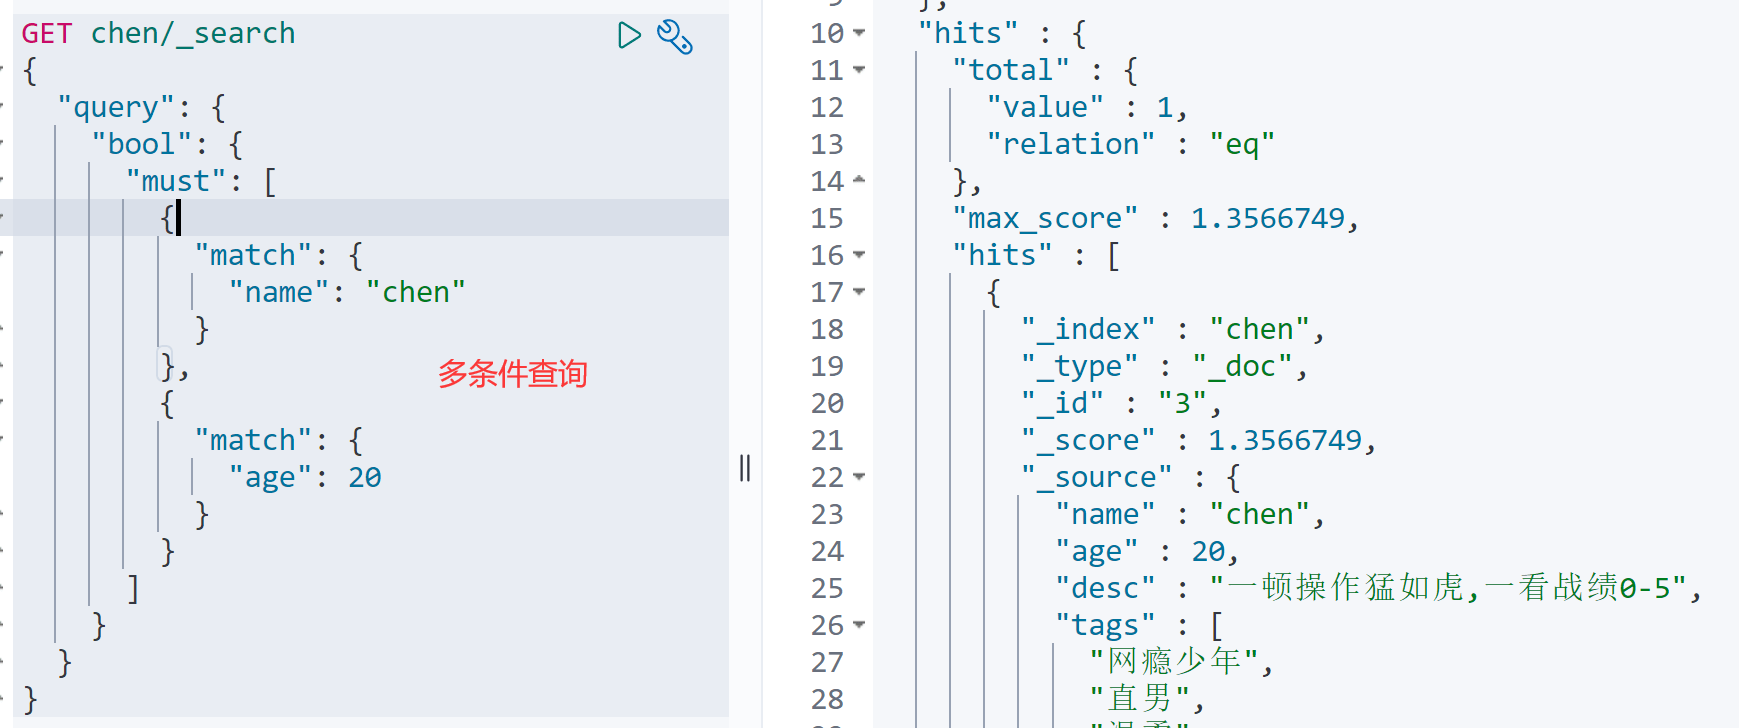 GET chen/_search
{
"query": {
"bool": {
"must": [
{
"match": {
"name": "chen"
}
},
{
"match": {
"age": 20
}
}
]
}
}
}
多条件查询
},
10 "hits" : {
11 "total" : {
12 "value" : 1,
13 "relation" : "eq"
14 },
15 "max_score" : 1.3566749,
16 "hits" : [
17 {
18 "_index" : "chen",
19 "_type" : "_doc",
20 "_id" : "3",
21 "_score" : 1.3566749,
22 "_source" : {
23 "name" : "chen",
24 "age" : 20,
25 "desc" : "一顿操作猛如虎,一看战绩0-5",
26 "tags" : [
27 "网瘾少年",
28 "直男",